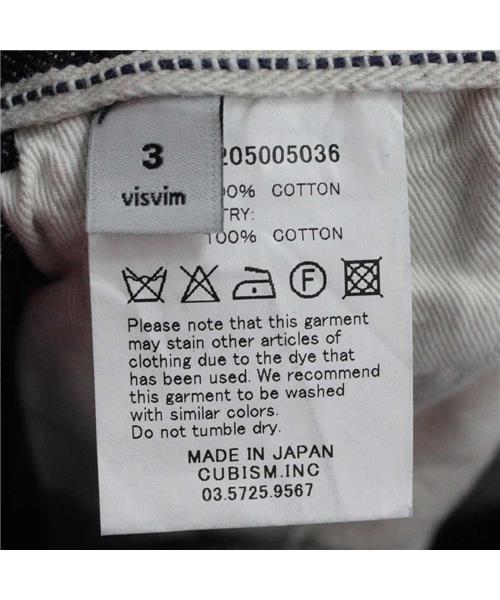 3
visvim
205005036
00% COTTON
TRY:
100% COTTON
F
Please note that this garment
may stain other articles of
clothing due to the dye that
has been used. We recommend
this garment to be washed
with similar colors.
Do not tumble dry.
MADE IN JAPAN
CUBISM.INC
03.5725.9567